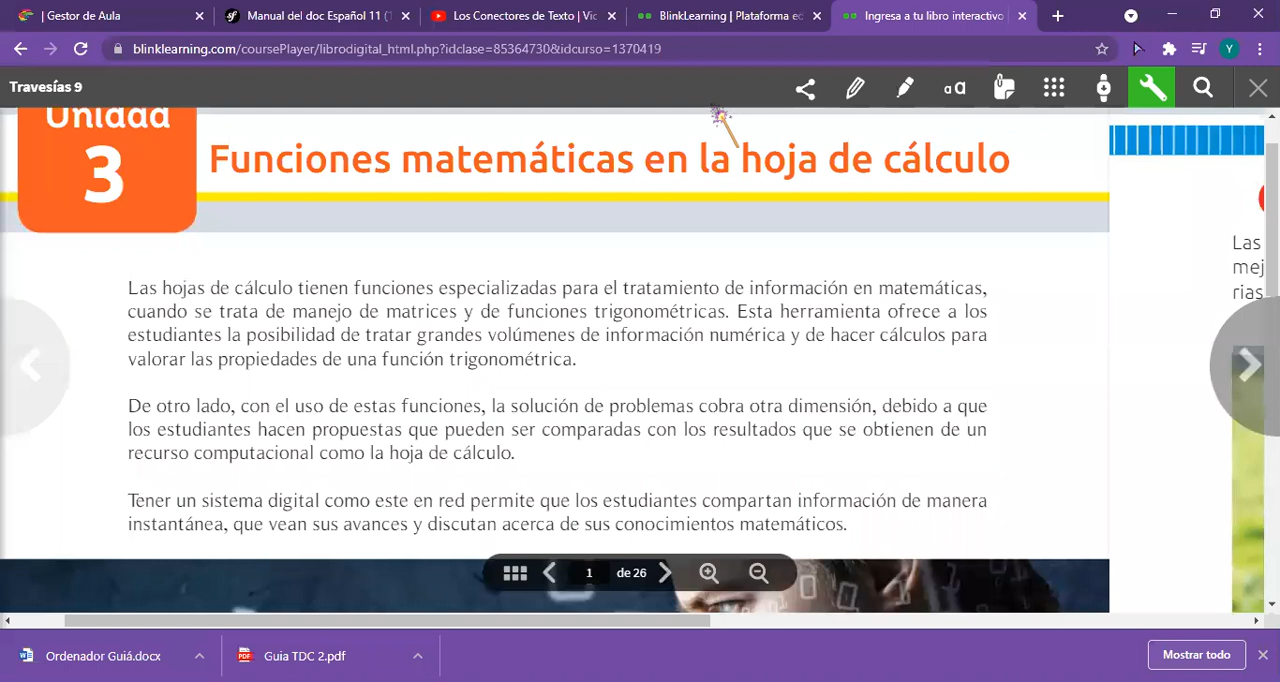 | Gestor de Aula
Manual del doc Español 11 (1
Los Conectores de Texto | Vic
BlinkLearning | Plataforma ed
Ingresa a tu libro interactivo
blinklearning.com/coursePlayer/librodigital_html.php?idclase=85364730&idcurso=1370419
Y
Travesías 9
a a
Unidad
3
Funciones matemáticas en la hoja de cálculo
Las hojas de cálculo tienen funciones especializadas para el tratamiento de información en matemáticas,
cuando se trata de manejo de matrices y de funciones trigonométricas. Esta herramienta ofrece a los
estudiantes la posibilidad de tratar grandes volúmenes de información numérica y de hacer cálculos para
valorar las propiedades de una función trigonométrica.
De otro lado, con el uso de estas funciones, la solución de problemas cobra otra dimensión, debido a que
los estudiantes hacen propuestas que pueden ser comparadas con los resultados que se obtienen de un
recurso computacional como la hoja de cálculo.
Tener un sistema digital como este en red permite que los estudiantes compartan información de manera
instantánea, que vean sus avances y discutan acerca de sus conocimientos matemáticos.
Las
mej
rias
1 de 26
Ordenador Guiá.docx
PDF
Guia TDC 2.pdf
Mostrar todo